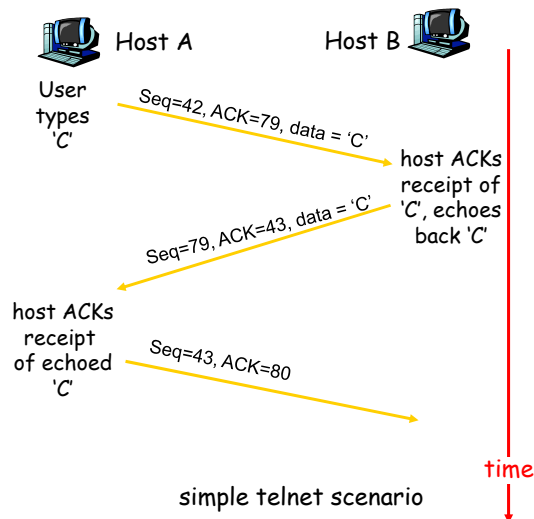 Host A
Host B
User
types
‘C’
Seq=42, ACK=79, data = ‘C’
host ACKs
receipt of
‘C’, echoes
back ‘C’
Seq=79, ACK=43, data = ‘C’
host ACKs
receipt
of echoed
‘C’
Seq=43, ACK=80
time
simple telnet scenario